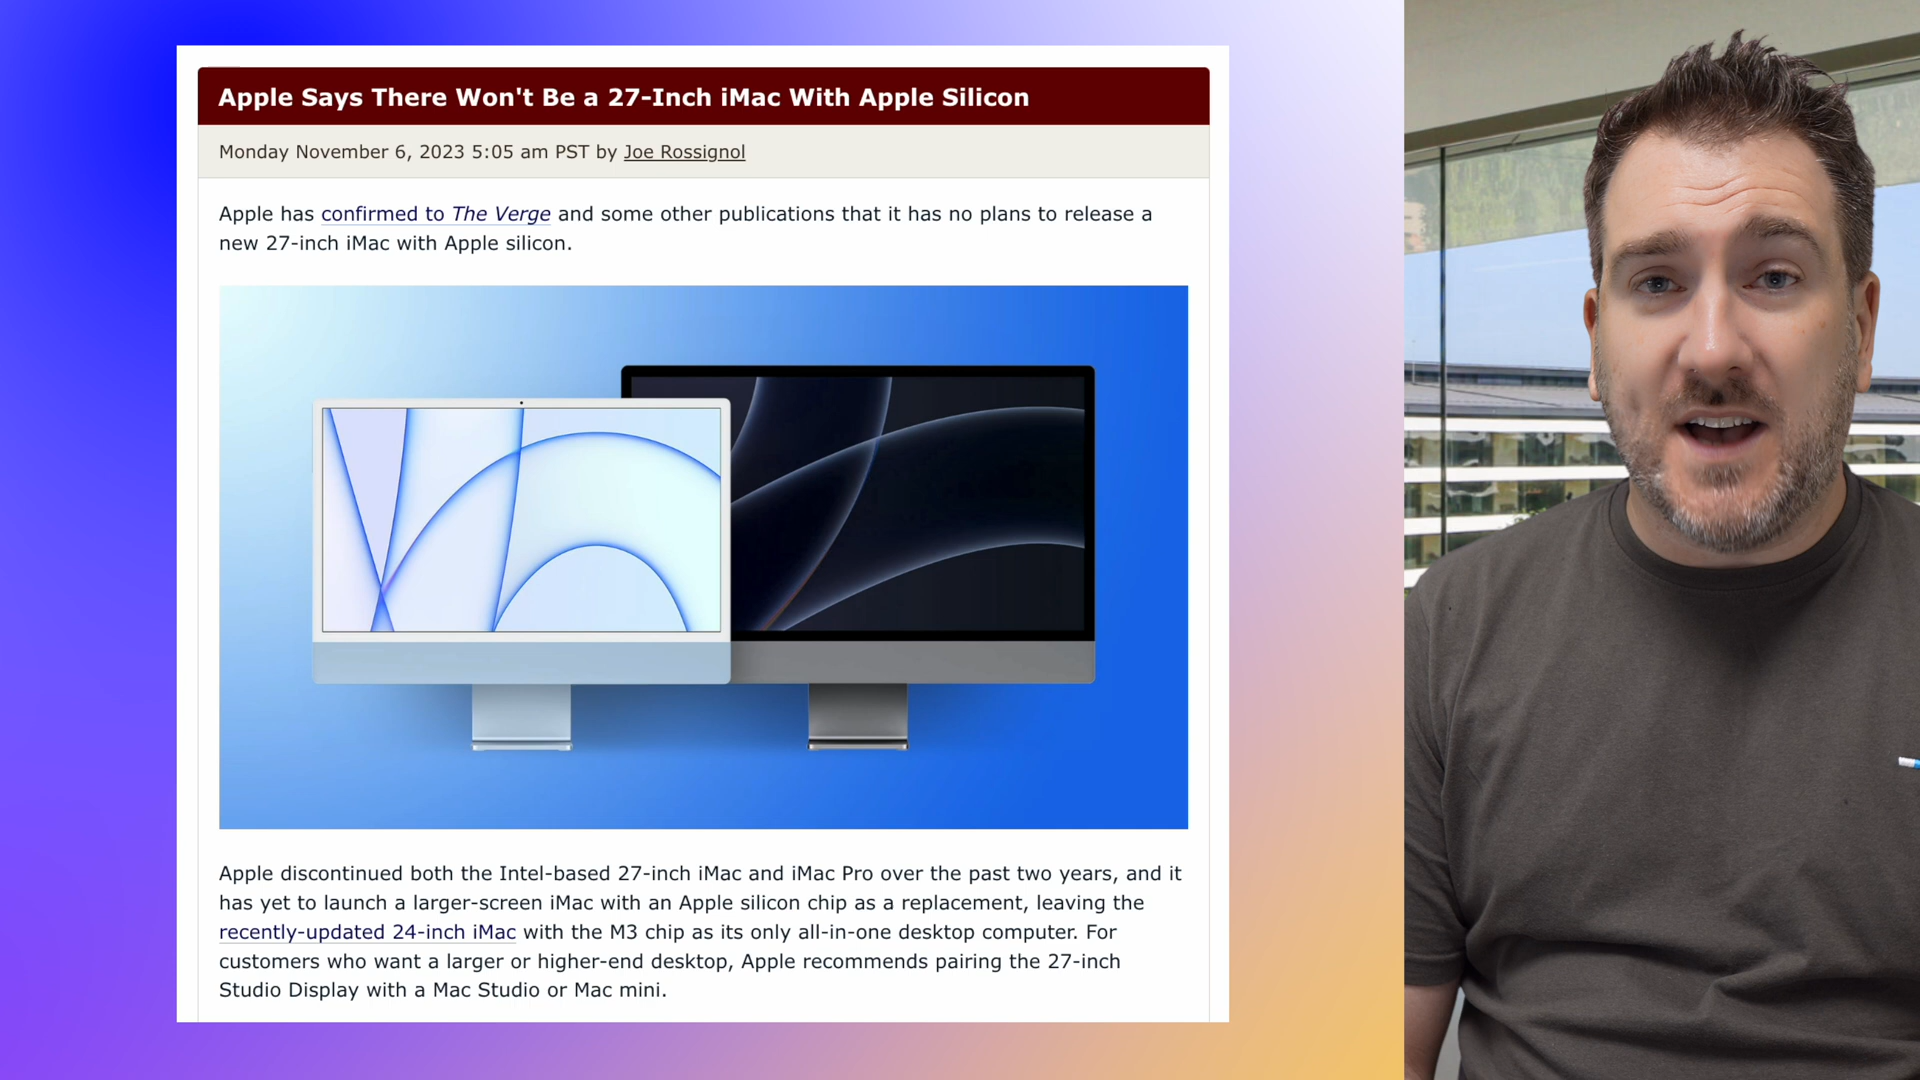 Apple Says There Won't Be a 27-Inch iMac With Apple Silicon
Monday November 6, 2023 5:05 am PST by Joe Rossignol
Apple has confirmed to The Verge and some other publications that it has no plans to release a
new 27-inch iMac with Apple silicon.
Apple discontinued both the Intel-based 27-inch iMac and iMac Pro over the past two years, and it
has yet to launch a larger-screen iMac with an Apple silicon chip as a replacement, leaving the
recently-updated 24-inch iMac with the M3 chip as its only all-in-one desktop computer. For
customers who want a larger or higher-end desktop, Apple recommends pairing the 27-inch
Studio Display with a Mac Studio or Mac mini.